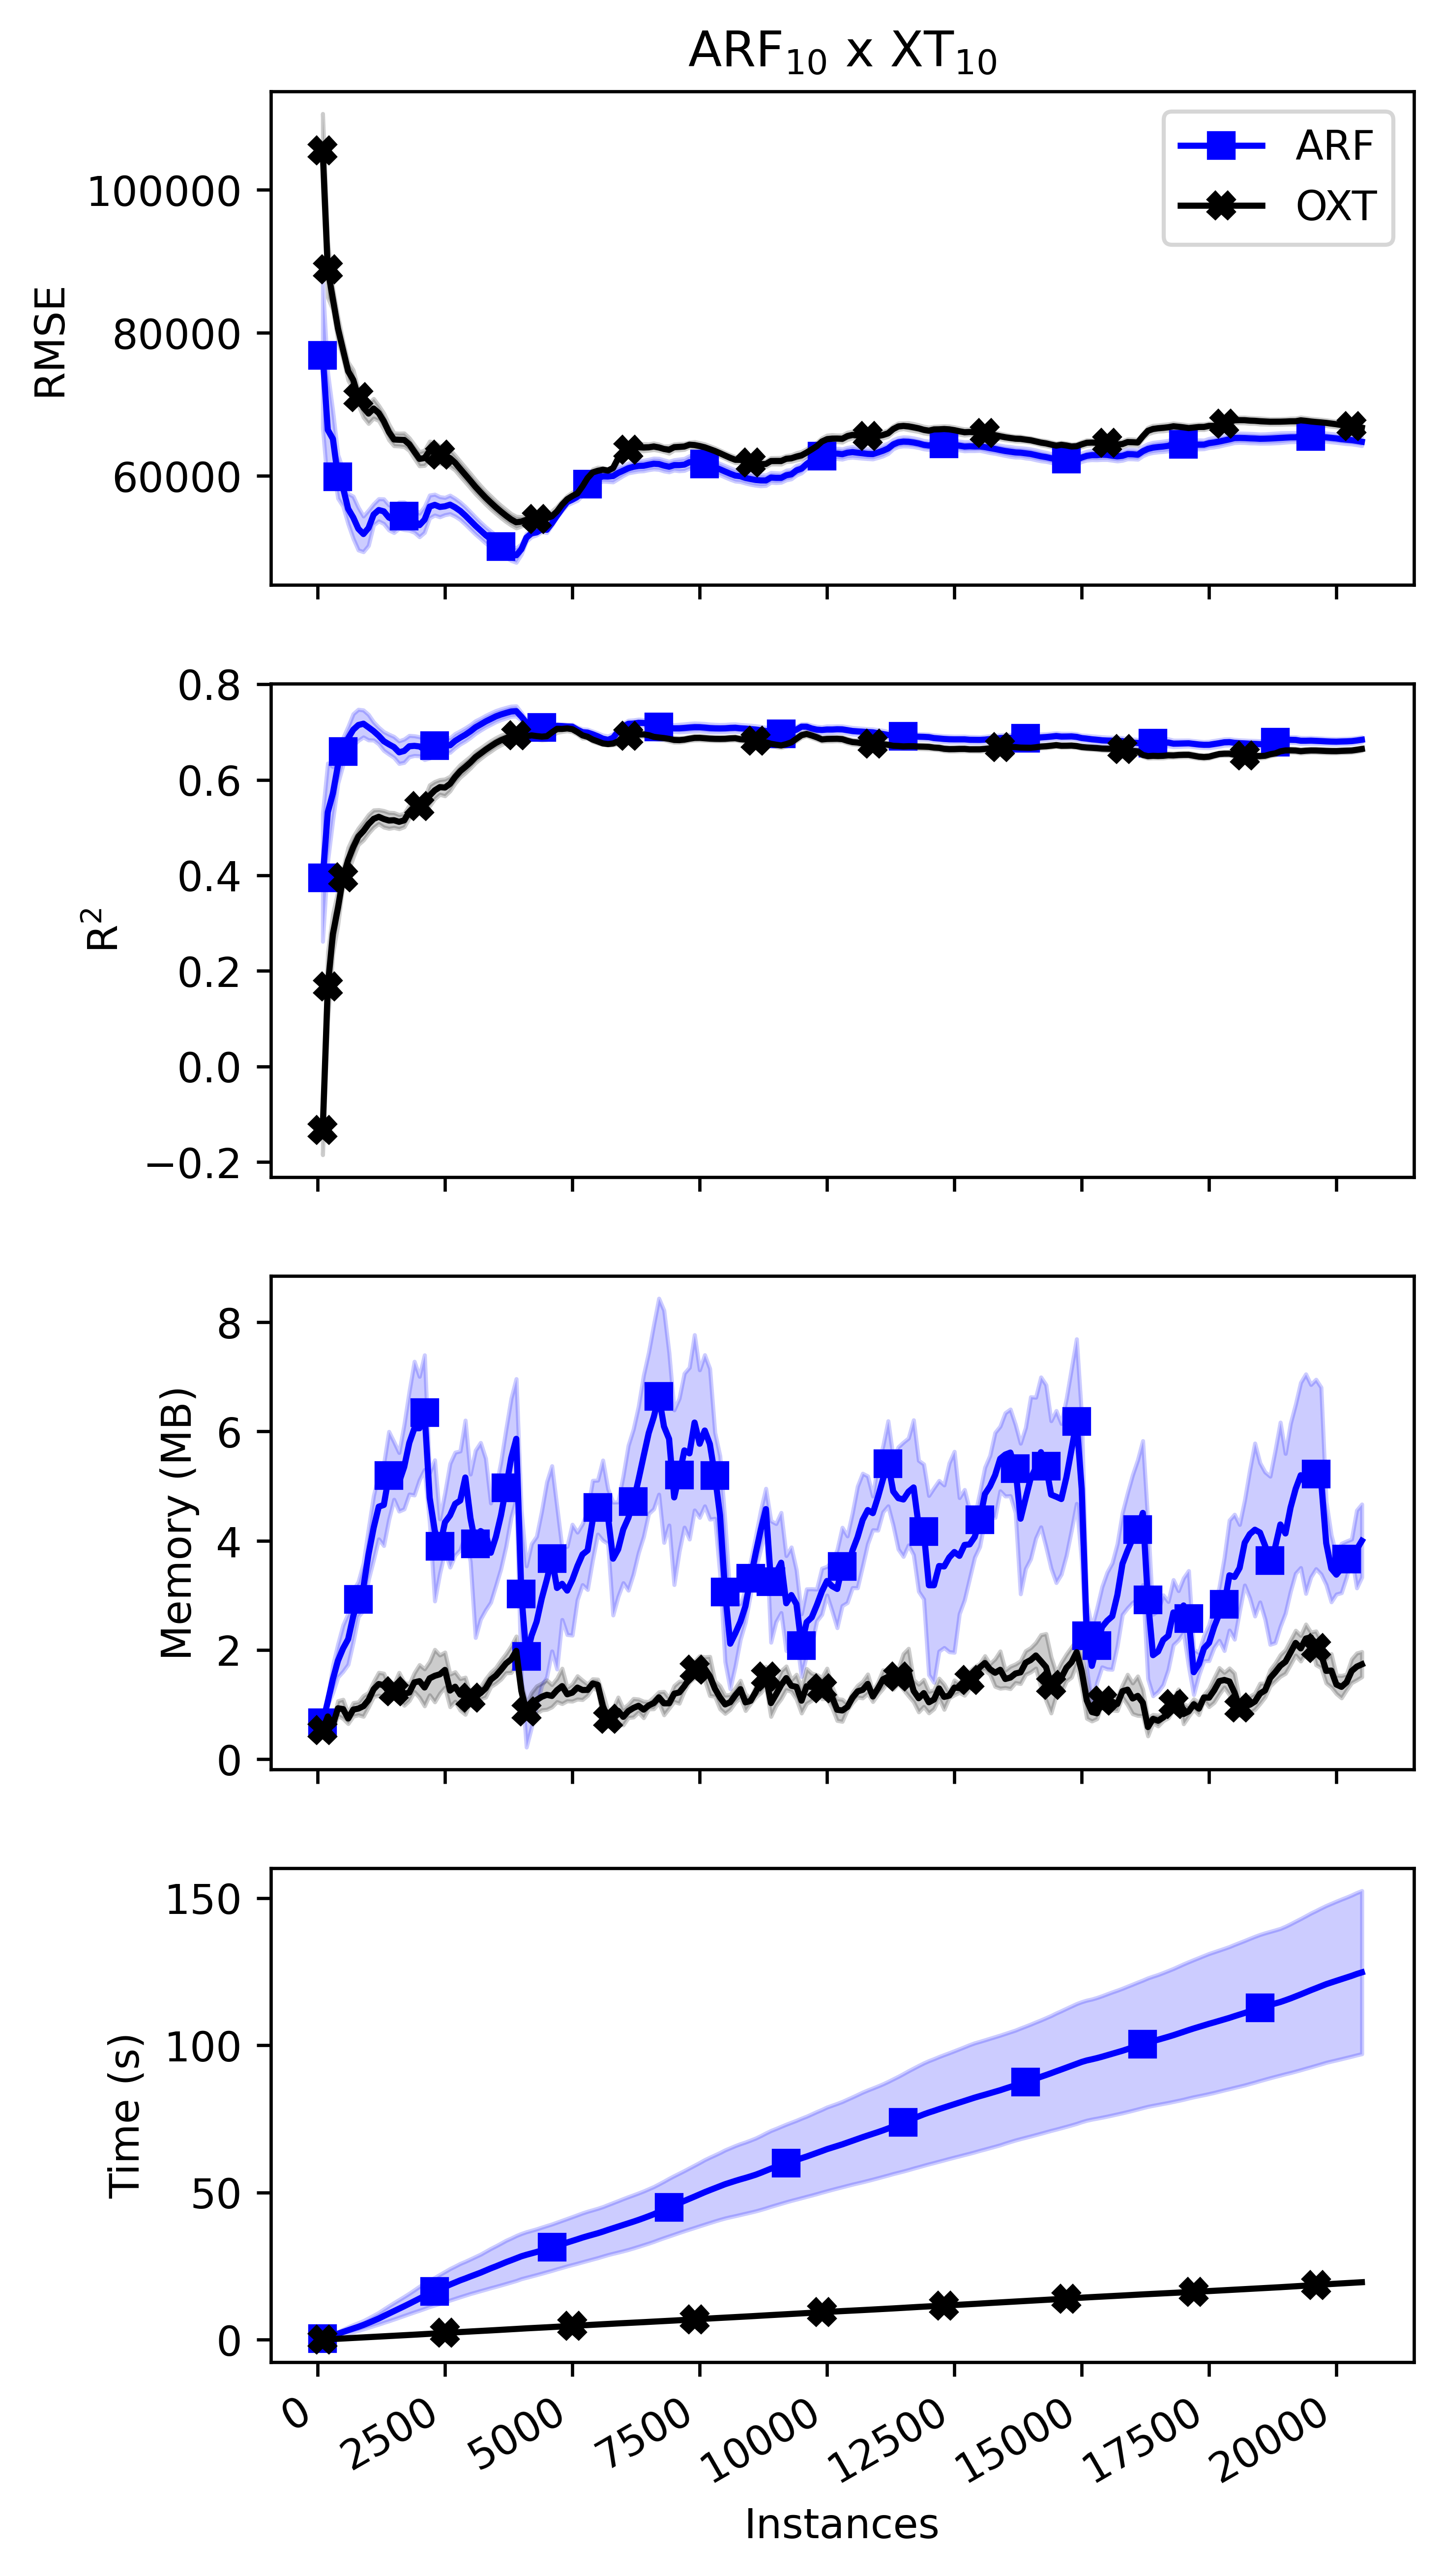 ARF₁₀ x XT₁₀
ARF
OXT
100000
80000
60000
RMSE
0.8
0.6
0.4
0.2
0.0
−0.2
R²
8
6
4
2
0
Memory (MB)
150
100
50
0
Time (s)
0 2500 5000 7500 10000 12500 15000 17500 20000
Instances